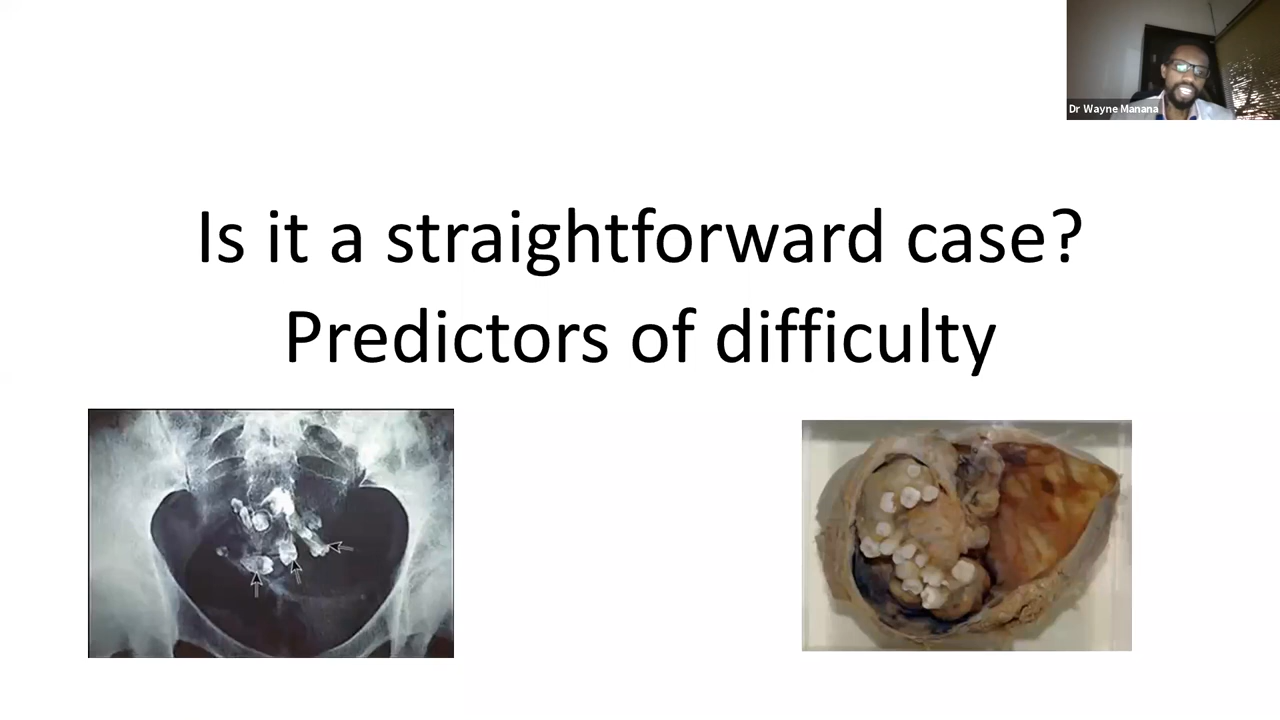 Dr Wayne Manana
Is it a straightforward case?
Predictors of difficulty